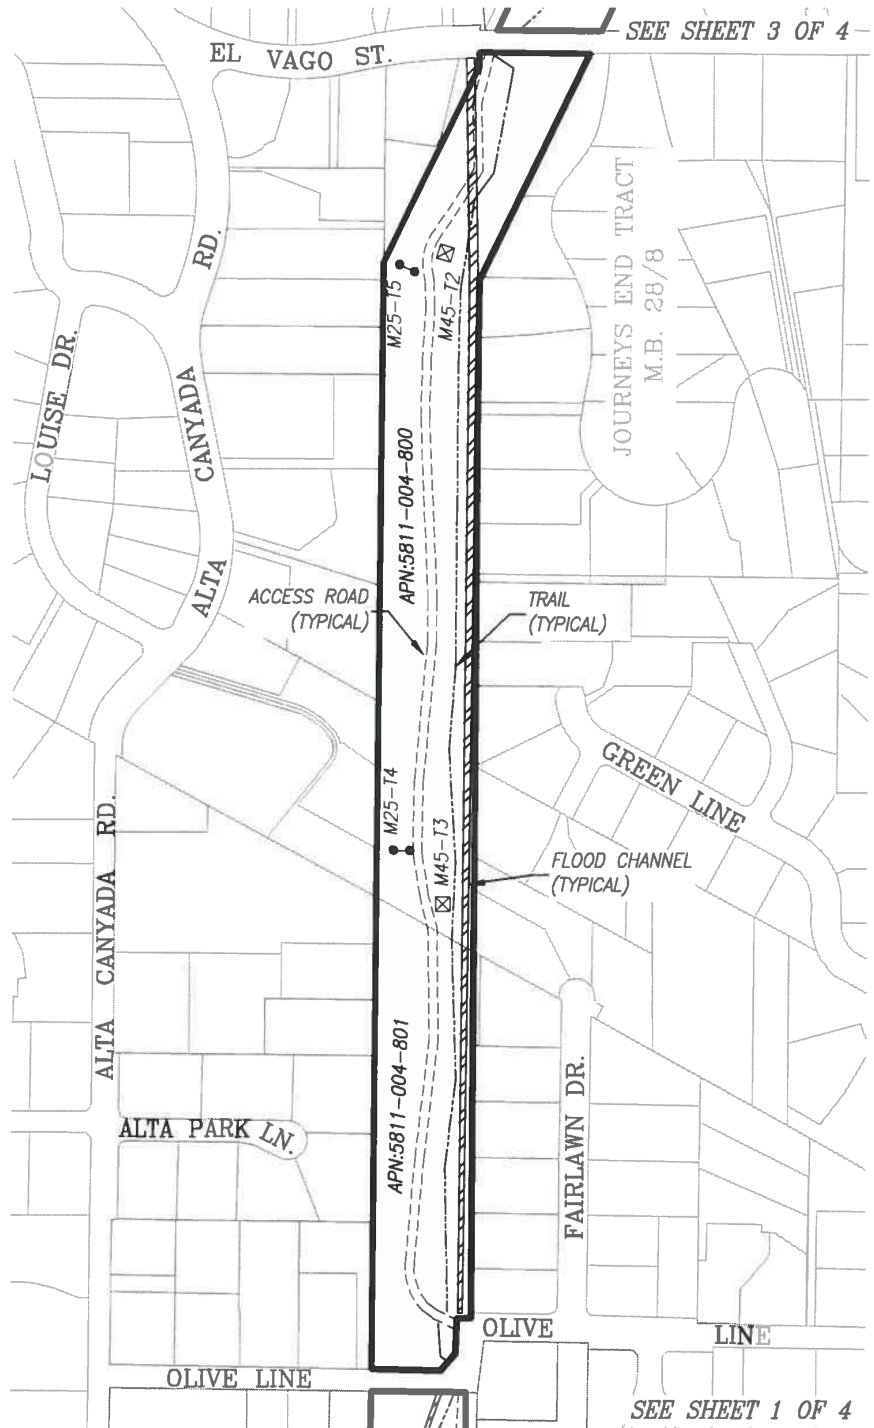 SEE SHEET 3 OF 4
EL VAGO ST.
JOURNEYS END TRACT
M.B. 28/8
RD.
CANYADA
ALTA
LOUISE DR.
M25-T5
M45-T2
APN:5811-004-800
ACCESS ROAD
(TYPICAL)
TRAIL
(TYPICAL)
GREEN LINE
M25-T4
M45-T3
FLOOD CHANNEL
(TYPICAL)
ALTA CANYADA RD.
APN:5811-004-801
ALTA PARK LN.
FAIRLAWN DR.
OLIVE LINE
OLIVE LINE
SEE SHEET 1 OF 4